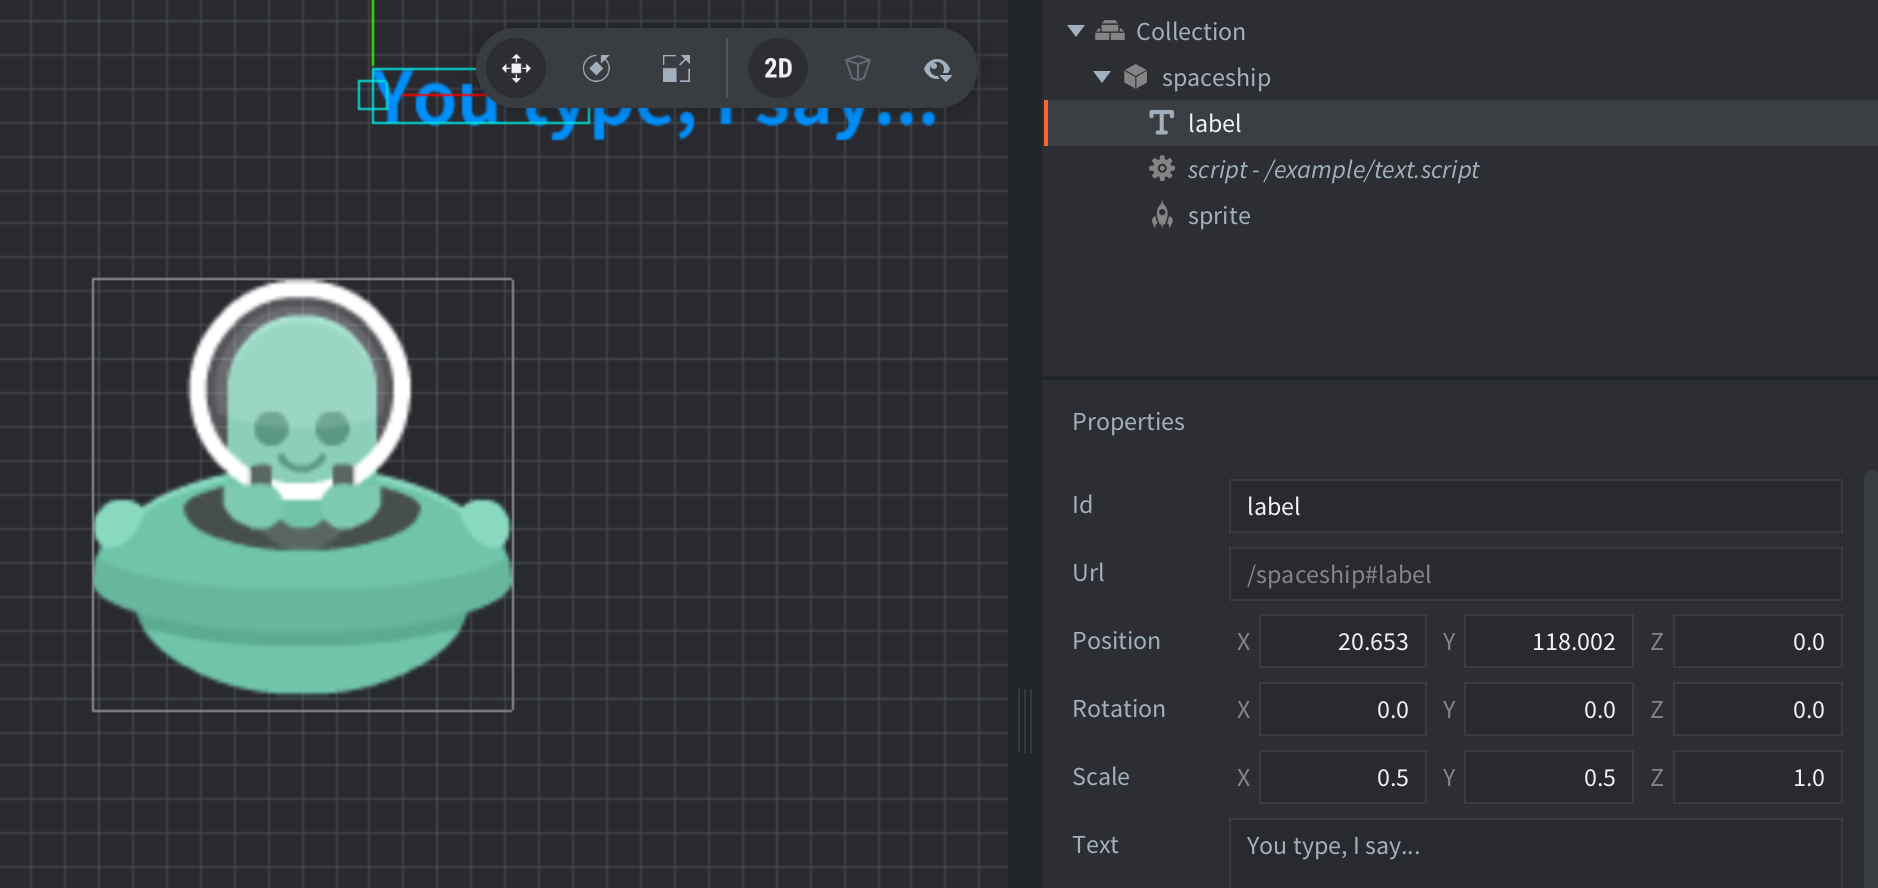 You type, I say...
2D
Collection
spaceship
label
script - /example/text.script
sprite
Properties
Id label
Url /spaceship#label
Position X 20.653 Y 118.002 Z 0.0
Rotation X 0.0 Y 0.0 Z 0.0
Scale X 0.5 Y 0.5 Z 1.0
Text You type, I say...